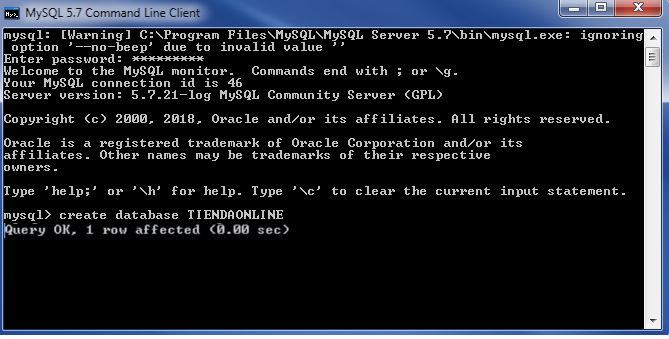 MySQL 5.7 Command Line Client
mysql: [Warning] C:\Program Files\MySQL\MySQL Server 5.7\bin\mysql.exe: ignoring
option '--no-beep' due to invalid value ''
Enter password: *********
Welcome to the MySQL monitor.  Commands end with ; or \g.
Your MySQL connection id is 46
Server version: 5.7.21-log MySQL Community Server (GPL)
Copyright (c) 2000, 2018, Oracle and/or its affiliates. All rights reserved.
Oracle is a registered trademark of Oracle Corporation and/or its
affiliates. Other names may be trademarks of their respective
owners.
Type 'help;' or '\h' for help. Type '\c' to clear the current input statement.
mysql> create database TIENDAONLINE
Query OK, 1 row affected (0.00 sec)